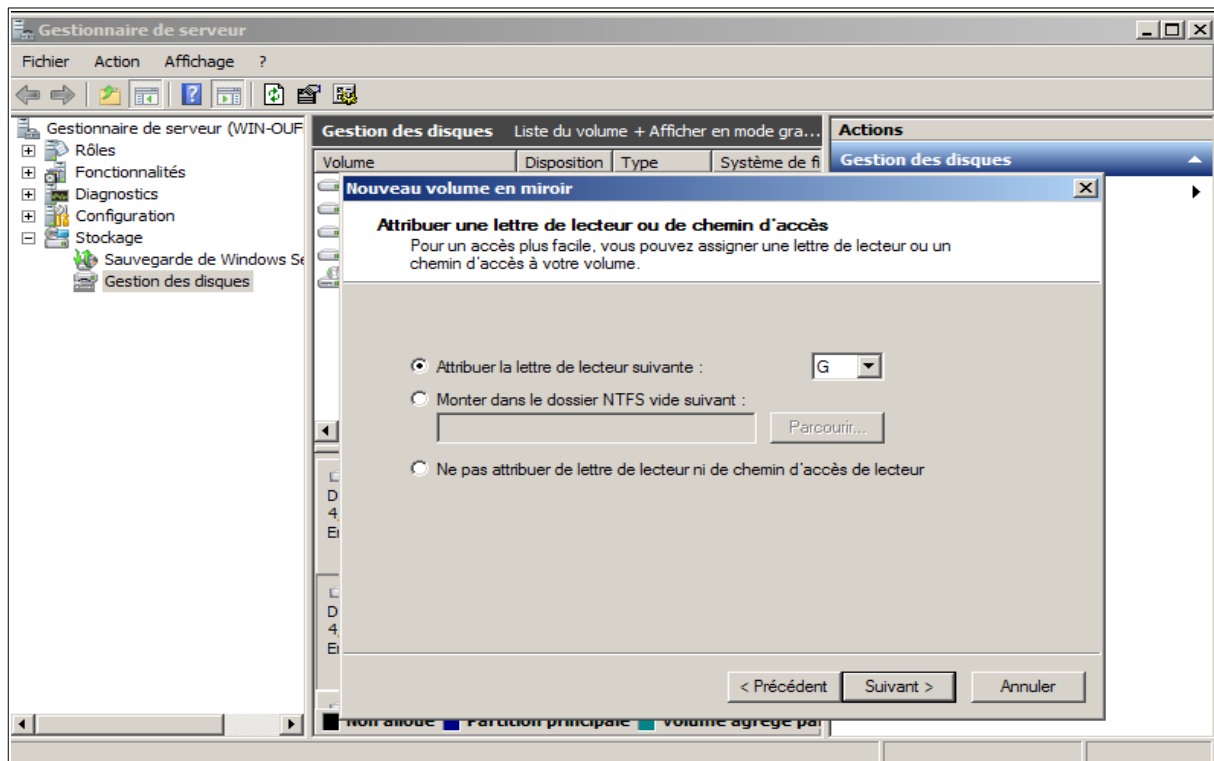 Gestionnaire de serveur
Fichier Action Affichage ?
Gestionnaire de serveur (WIN-OUF
Rôles
Fonctionnalités
Diagnostics
Configuration
Stockage
Sauvegarde de Windows Se
Gestion des disques
Gestion des disques Liste du volume + Afficher en mode gra...
Volume Disposition Type Système de fi
Actions
Gestion des disques
Nouveau volume en miroir
Attribuer une lettre de lecteur ou de chemin d'accès
Pour un accès plus facile, vous pouvez assigner une lettre de lecteur ou un
chemin d'accès à votre volume.
Attribuer la lettre de lecteur suivante : G
Monter dans le dossier NTFS vide suivant :
Parcourir...
Ne pas attribuer de lettre de lecteur ni de chemin d'accès de lecteur
D
4,
D
4,
< Précédent Suivant > Annuler
Non alloué Partition principale Volume agrégé par